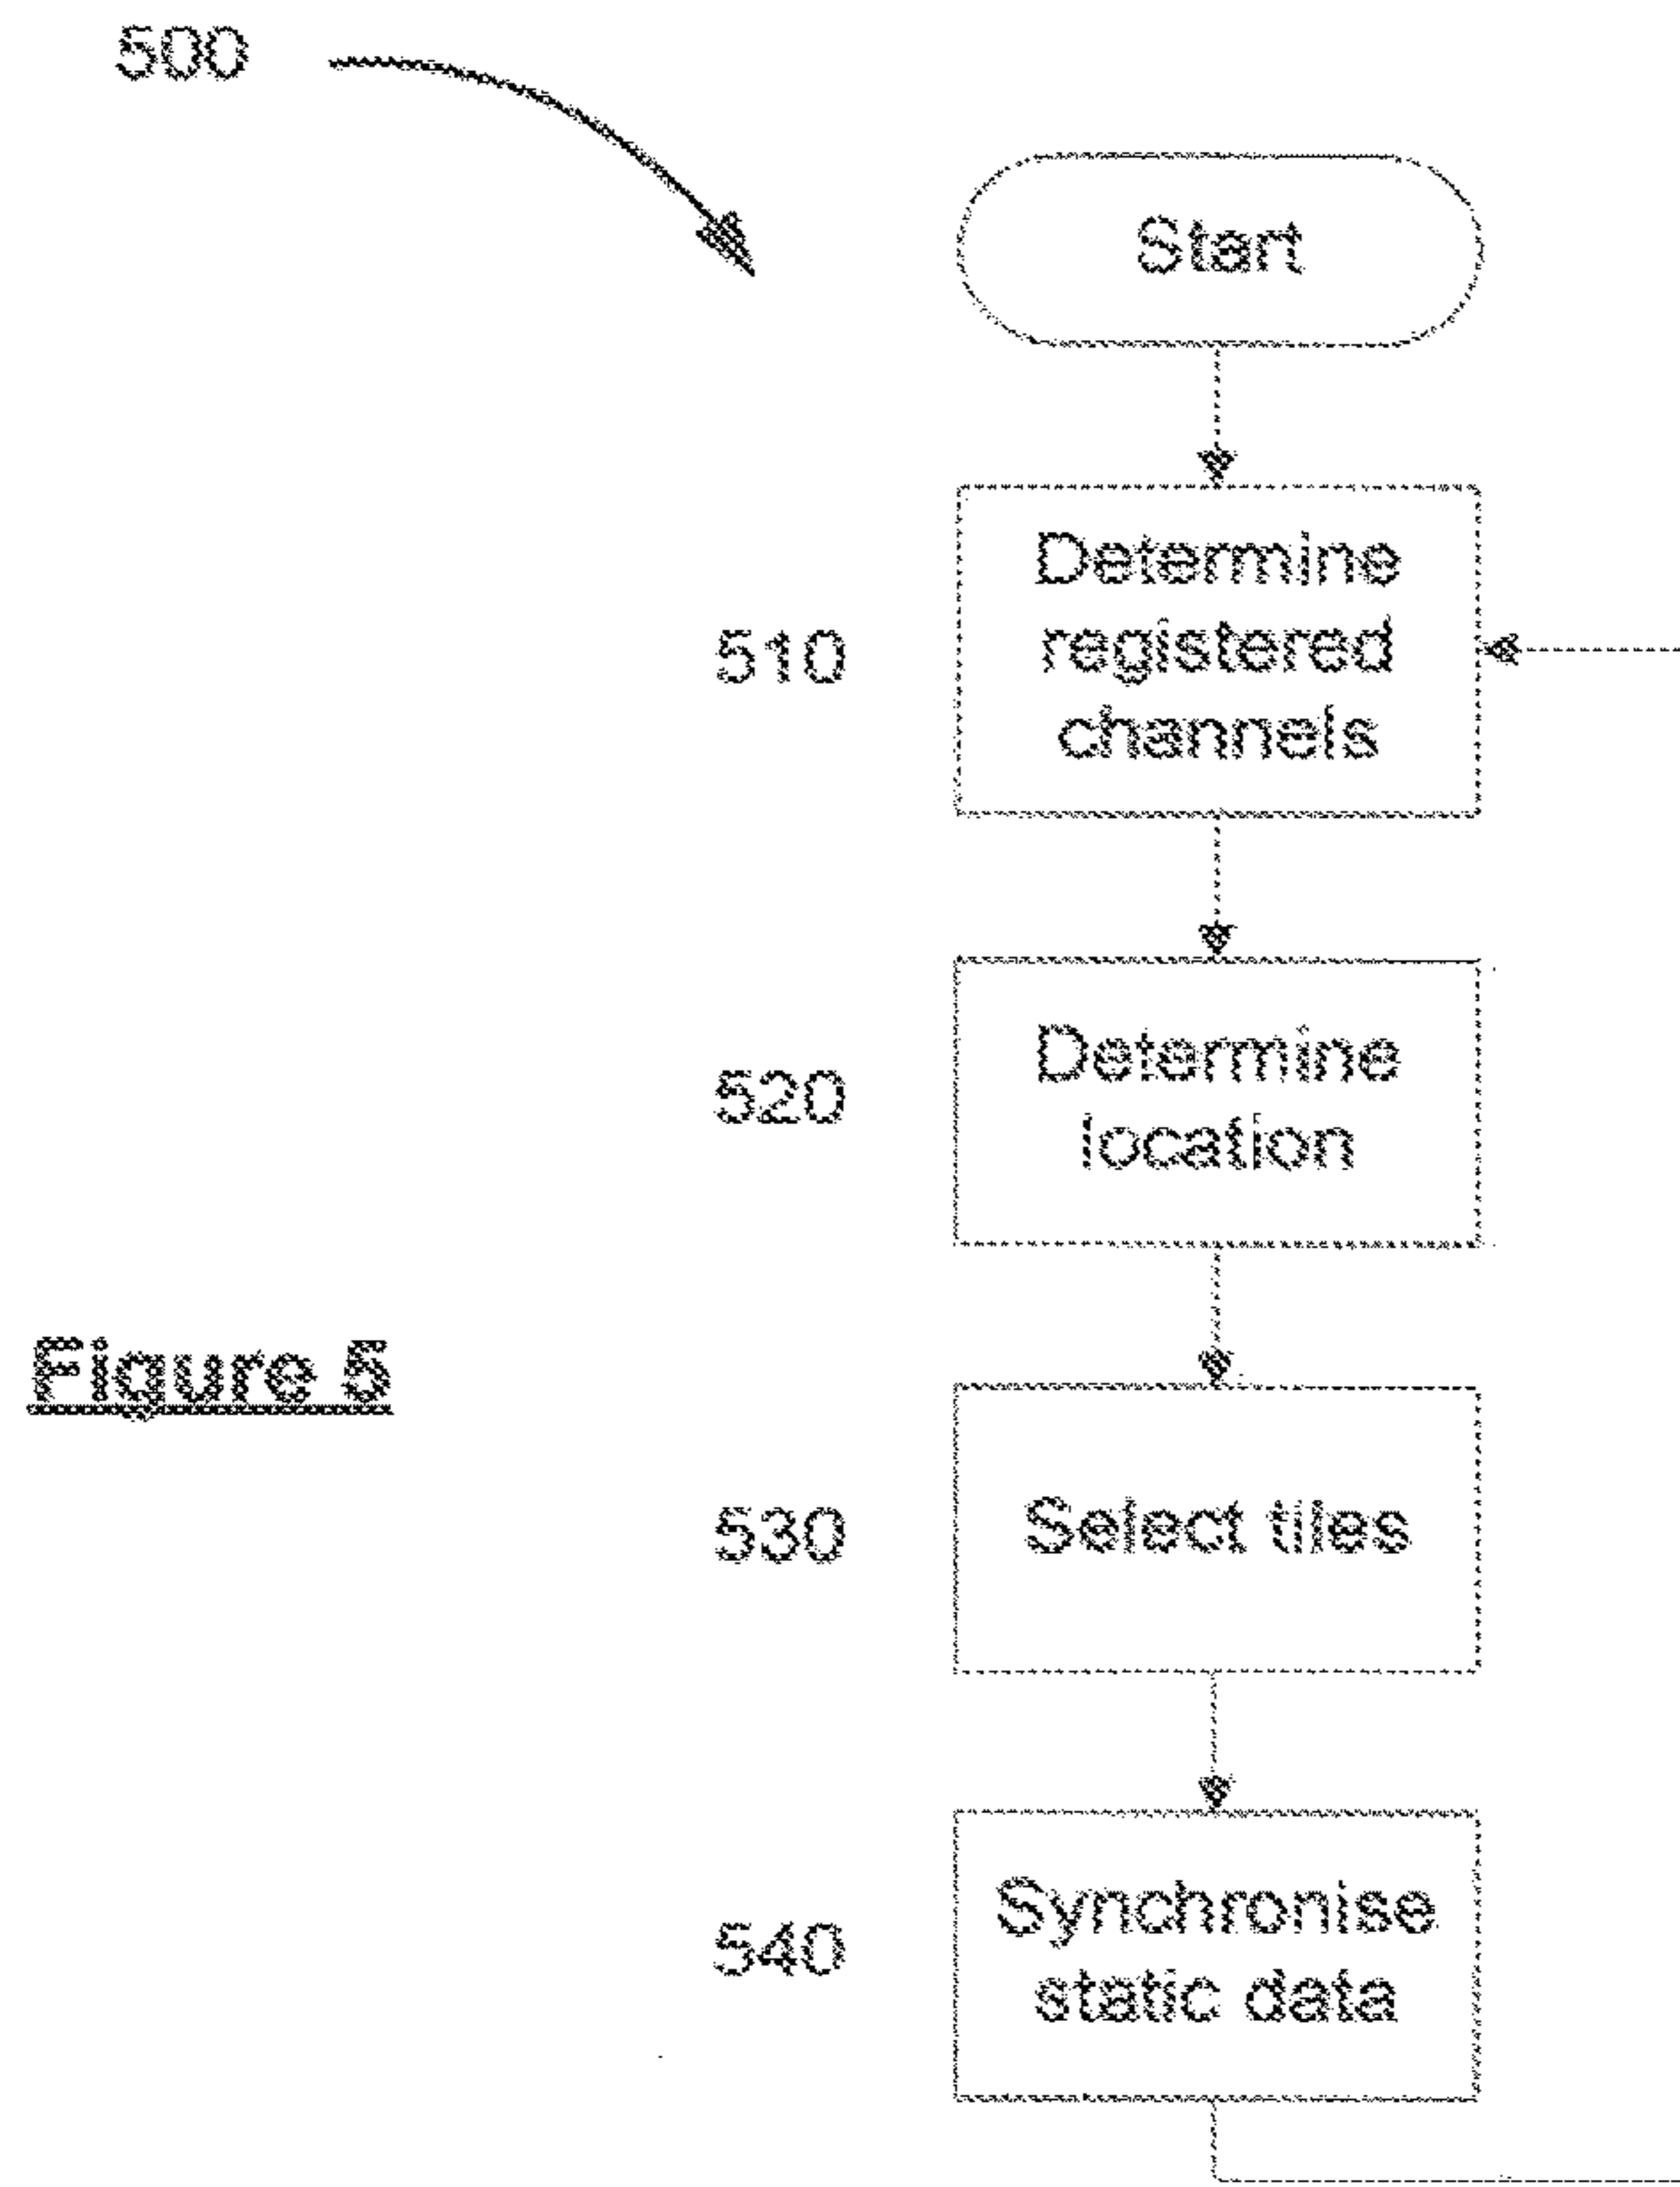 500
Start
510
Determine
registered
channels
520
Determine
location
Figure 5
530
Select tiles
540
Synchronise
static data